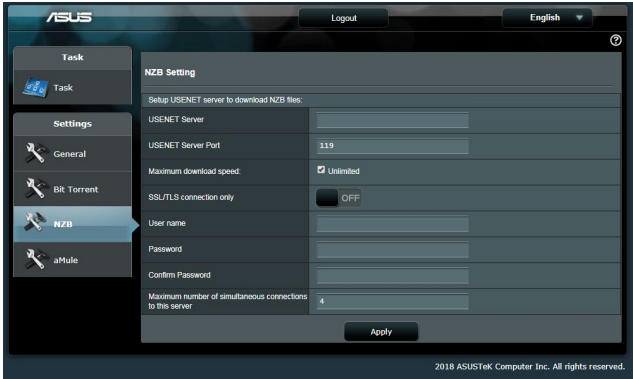 ASUS
Logout
English
Task
Task
Settings
General
Bit Torrent
NZB
aMule
NZB Setting
Setup USENET server to download NZB files:
USENET Server
USENET Server Port 119
Maximum download speed: Unlimited
SSL/TLS connection only OFF
User name
Password
Confirm Password
Maximum number of simultaneous connections
to this server 4
Apply
2018 ASUSTeK Computer Inc. All rights reserved.